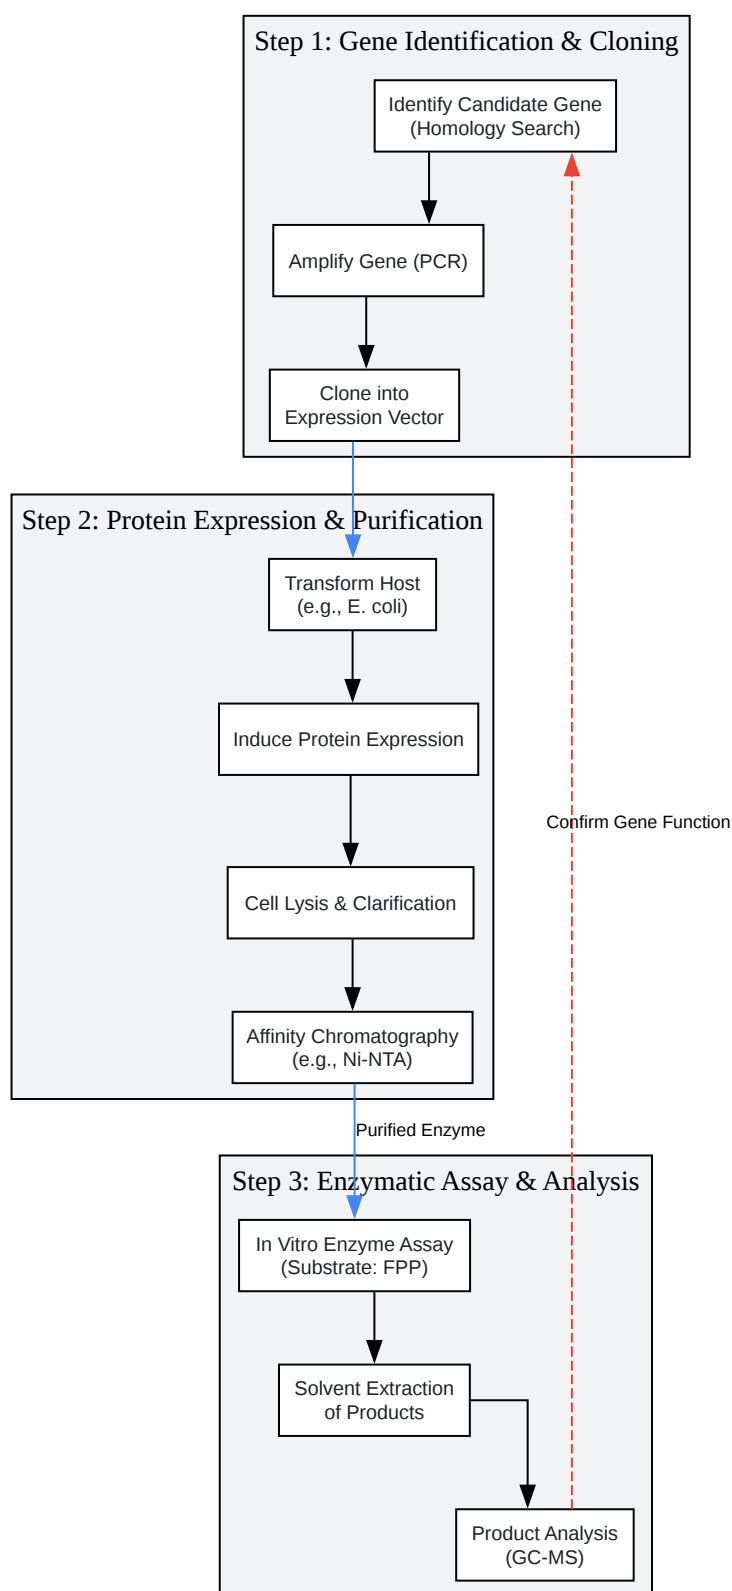 Step 1: Gene Identification & Cloning
Identify Candidate Gene
(Homology Search)
Amplify Gene (PCR)
Clone into
Expression Vector
Step 2: Protein Expression & Purification
Transform Host
(e.g., E. coli)
Induce Protein Expression
Confirm Gene Function
Cell Lysis & Clarification
Affinity Chromatography
(e.g., Ni-NTA)
Purified Enzyme
Step 3: Enzymatic Assay & Analysis
In Vitro Enzyme Assay
(Substrate: FPP)
Solvent Extraction
of Products
Product Analysis
(GC-MS)